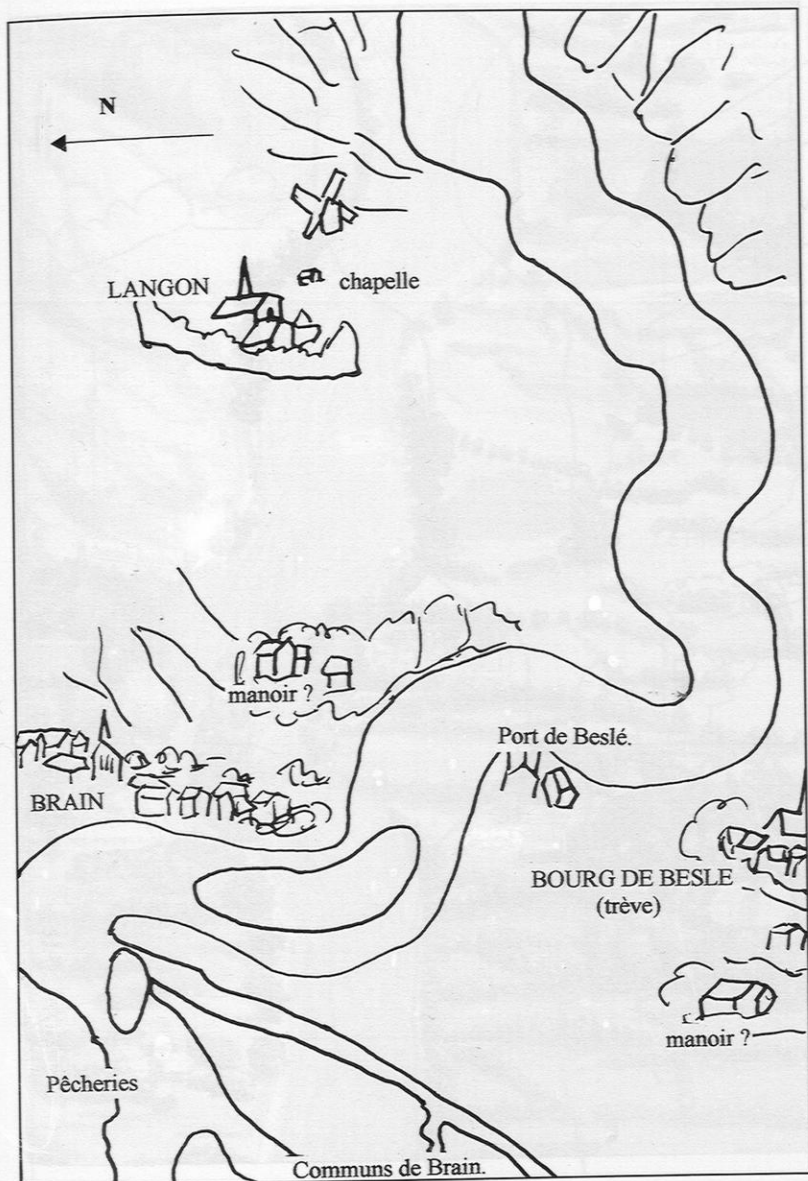 N
LANGON
chapelle
manoir ?
Port de Beslé.
BRAIN
BOURG DE BESLE
(trève)
manoir ?
Pêcheries
Communs de Brain.